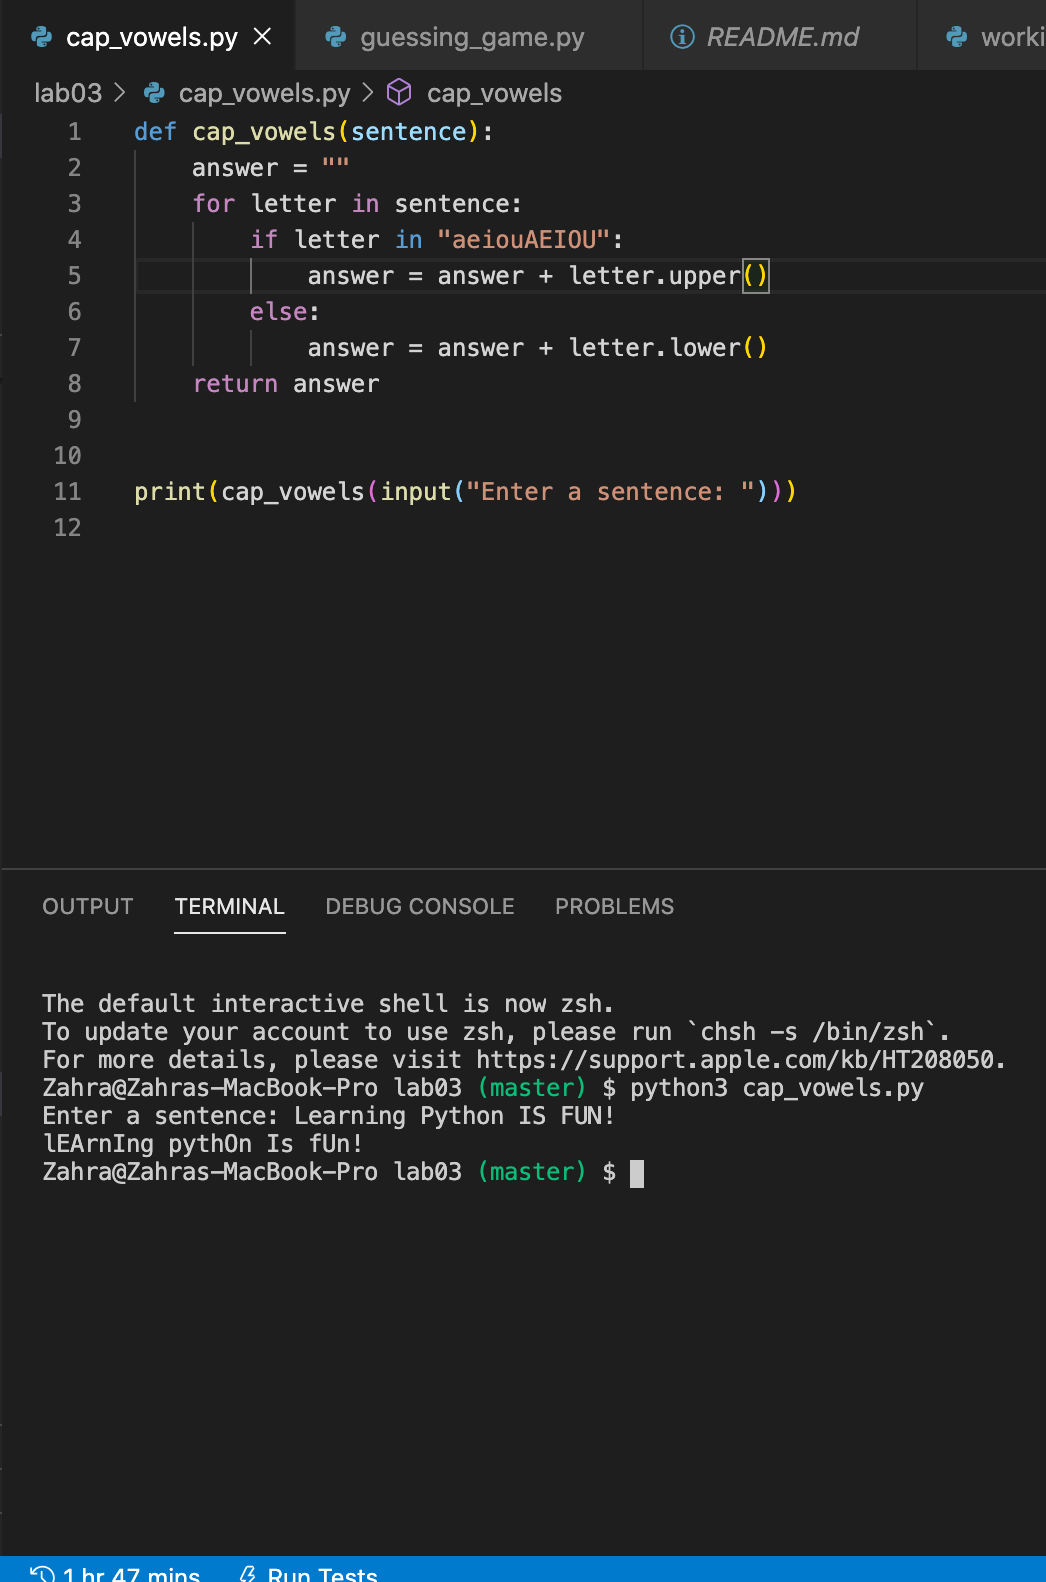 cap_vowels.py guessing_game.py README.md worki
lab03 > cap_vowels.py > cap_vowels
1 def cap_vowels(sentence):
2     answer = ""
3     for letter in sentence:
4         if letter in "aeiouAEIOU":
5             answer = answer + letter.upper()
6         else:
7             answer = answer + letter.lower()
8     return answer
9
10
11 print(cap_vowels(input("Enter a sentence: ")))
12
OUTPUT TERMINAL DEBUG CONSOLE PROBLEMS
The default interactive shell is now zsh.
To update your account to use zsh, please run `chsh -s /bin/zsh`.
For more details, please visit https://support.apple.com/kb/HT208050.
Zahra@Zahras-MacBook-Pro lab03 (master) $ python3 cap_vowels.py
Enter a sentence: Learning Python IS FUN!
lEArnIng pythOn Is fUn!
Zahra@Zahras-MacBook-Pro lab03 (master) $
1 hr 47 mins Run Tests